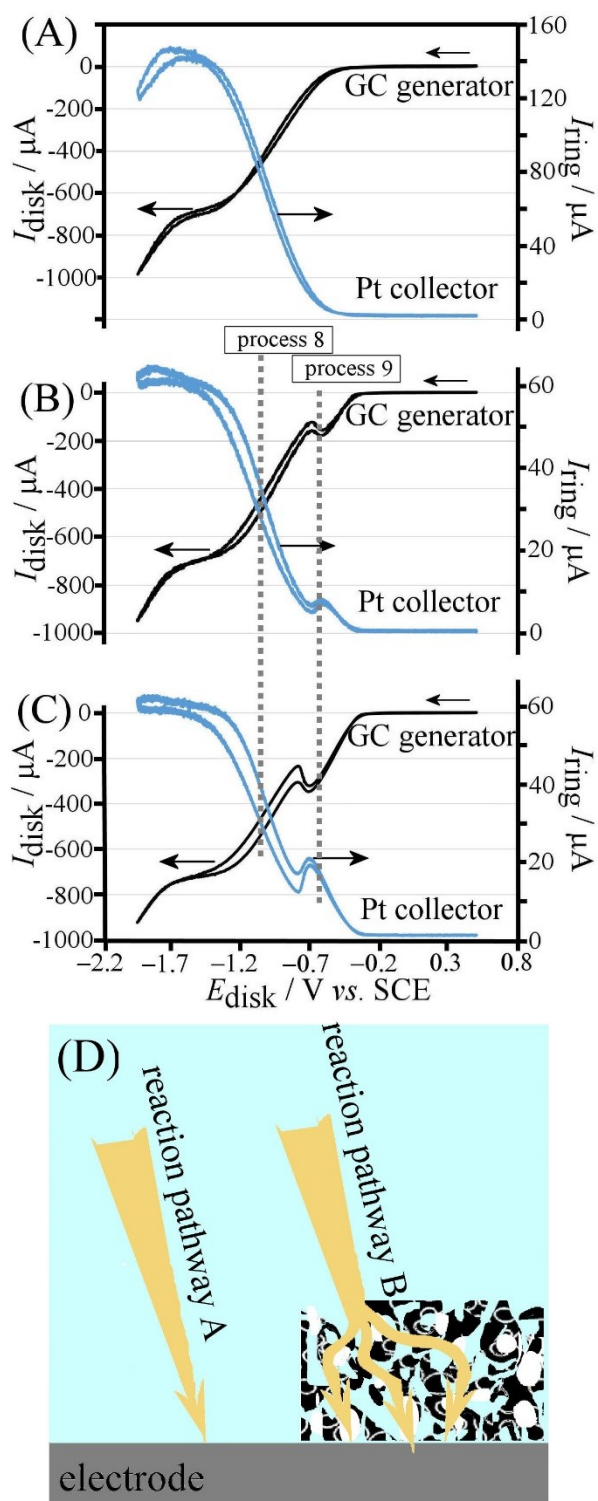 (A)
0
-200
-400
-600
-800
-1000
I_disk / μA
GC generator
Pt collector
160
120
80
40
0
I_ring / μA
process 8
process 9
(B)
0
-200
-400
-600
-800
-1000
I_disk / μA
GC generator
Pt collector
60
40
20
0
I_ring / μA
(C)
0
-200
-400
-600
-800
-1000
I_disk / μA
GC generator
Pt collector
60
40
20
0
I_ring / μA
−2.2 −1.7 −1.2 −0.7 −0.2 0.3 0.8
E_disk / V vs. SCE
(D)
reaction pathway A
reaction pathway B
electrode